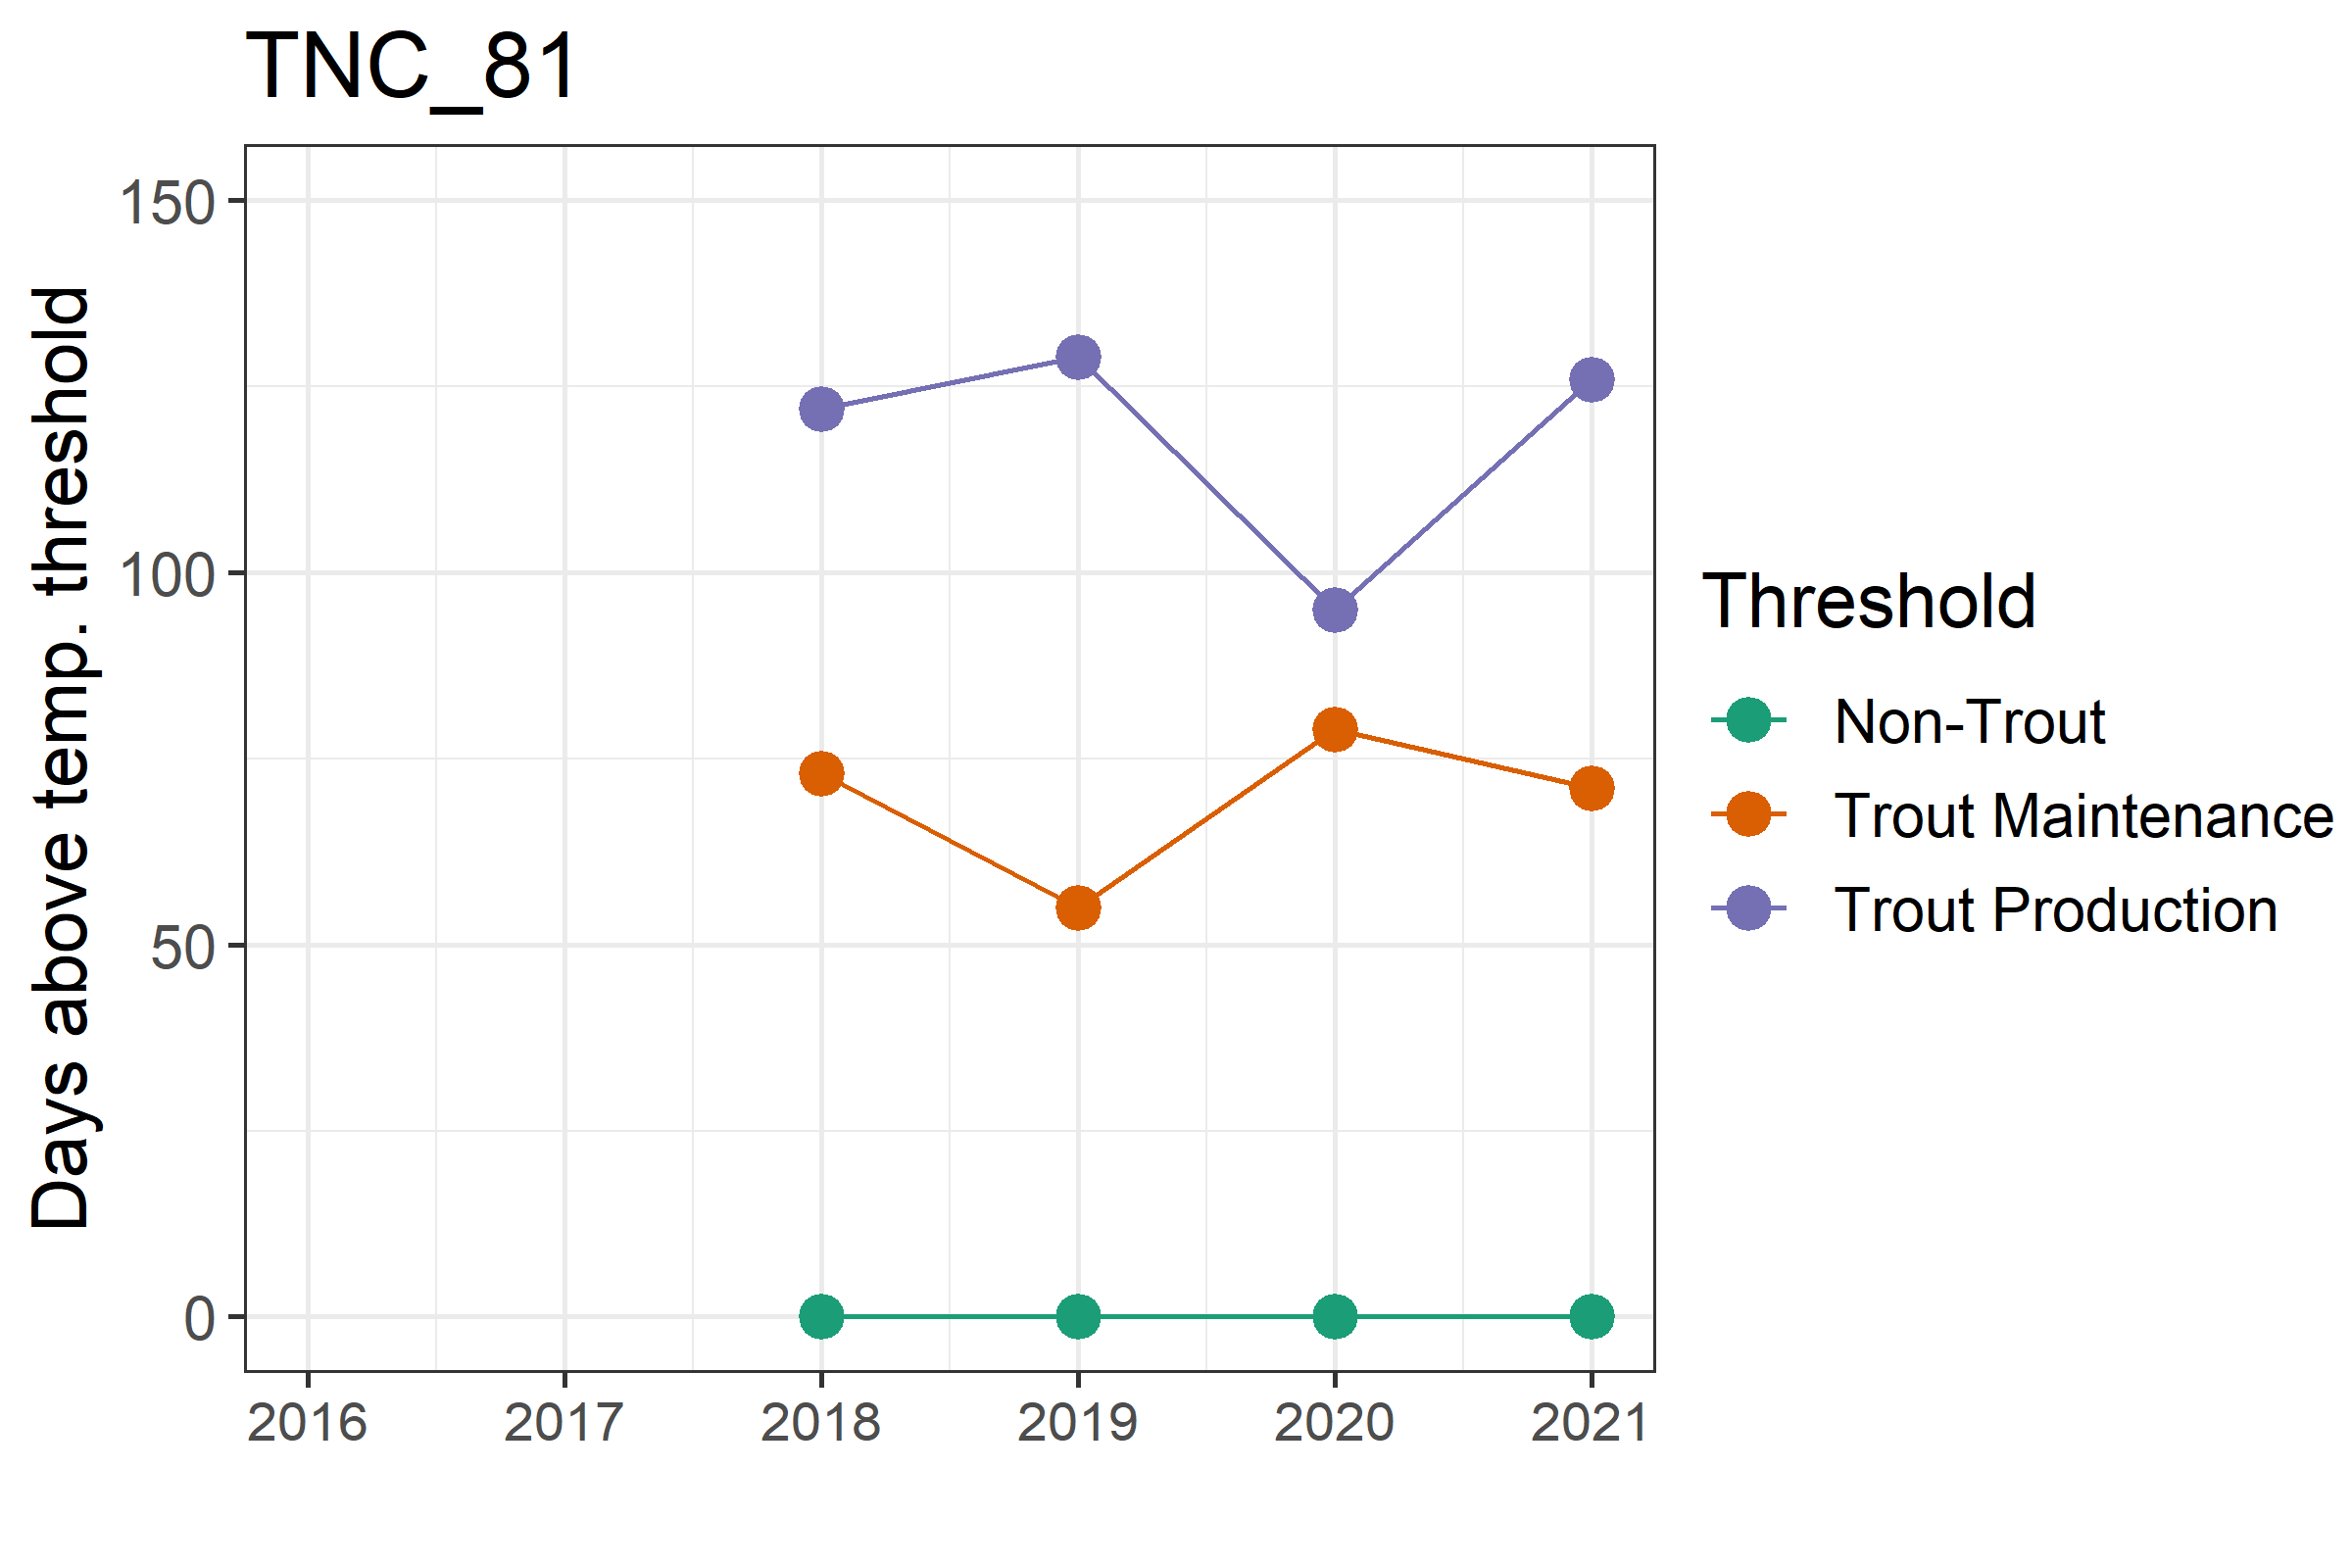 TNC_81
Days above temp. threshold
150
100
50
0
2016
2017
2018
2019
2020
2021
Threshold
Non-Trout
Trout Maintenance
Trout Production